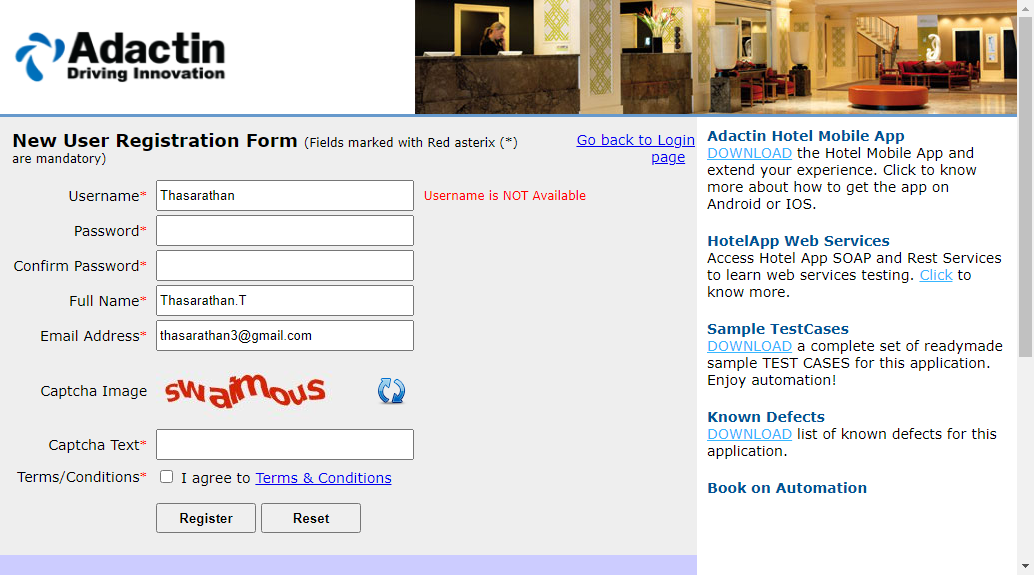 Adactin
Driving Innovation
New User Registration Form (Fields marked with Red asterix (*)
are mandatory)
Go back to Login
page
Username*
Thasarathan
Username is NOT Available
Password*
Confirm Password*
Full Name*
Thasarathan.T
Email Address*
thasarathan3@gmail.com
Captcha Image
swaimous
Captcha Text*
Terms/Conditions*
I agree to Terms & Conditions
Register
Reset
Adactin Hotel Mobile App
DOWNLOAD the Hotel Mobile App and
extend your experience. Click to know
more about how to get the app on
Android or IOS.
HotelApp Web Services
Access Hotel App SOAP and Rest Services
to learn web services testing. Click to
know more.
Sample TestCases
DOWNLOAD a complete set of readymade
sample TEST CASES for this application.
Enjoy automation!
Known Defects
DOWNLOAD list of known defects for this
application.
Book on Automation